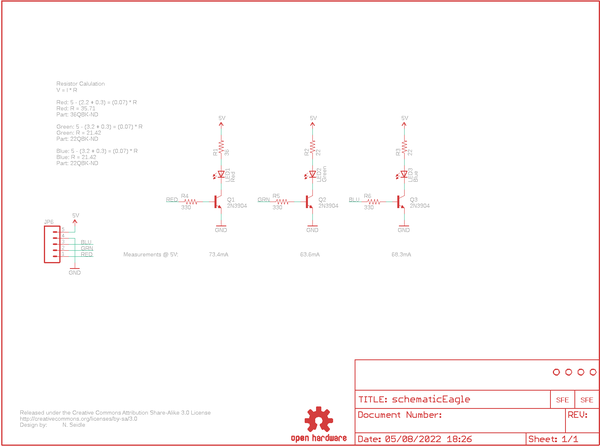 Resistor Calulation
V = I * R
Red: 5 - (2.2 + 0.3) = (0.07) * R
Red: R = 35.71
Part: 36QBK-ND
Green: 5 - (3.2 + 0.3) = (0.07) * R
Green: R = 21.42
Part: 22QBK-ND
Blue: 5 - (3.2 + 0.3) = (0.07) * R
Blue: R = 21.42
Part: 22QBK-ND
5V 5V 5V
R1 36 R2 22 R3 22
LED1 Red LED2 Green LED3 Blue
RED R4 330 Q1 2N3904
GRN R5 330 Q2 2N3904
BLU R6 330 Q3 2N3904
GND GND GND
JP6 5V
BLU
GRN
RED
GND
Measurements @ 5V: 73.4mA 69.6mA 68.3mA
Released under the Creative Commons Attribution Share-Alike 3.0 License
http://creativecommons.org/licenses/by-sa/3.0
Design by: N. Seidle
open hardware
TITLE: schematicEagle
SFE SFE
Document Number:
REV:
Date: 05/08/2022 18:26
Sheet: 1/1